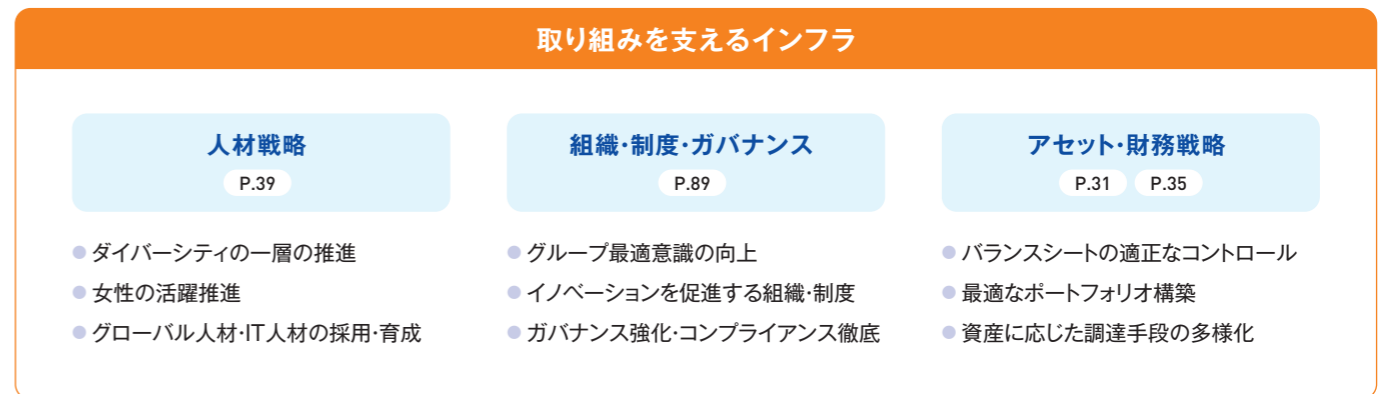 取り組みを支えるインフラ
人材戦略
P.39
ダイバーシティの一層の推進
女性の活躍推進
グローバル人材・IT人材の採用・育成
組織・制度・ガバナンス
P.89
グループ最適意識の向上
イノベーションを促進する組織・制度
ガバナンス強化・コンプライアンス徹底
アセット・財務戦略
P.31 P.35
バランスシートの適正なコントロール
最適なポートフォリオ構築
資産に応じた調達手段の多様化